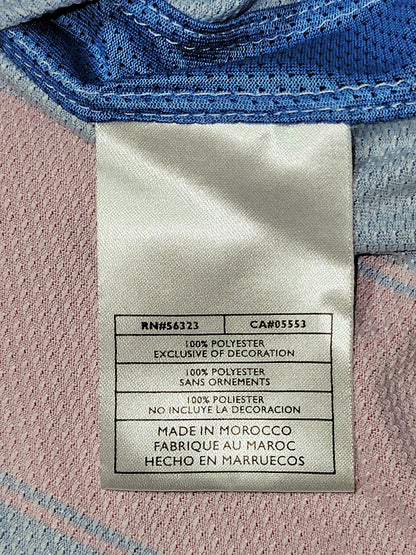 RN#56323 CA#05553
100% POLYESTER
EXCLUSIVE OF DECORATION
100% POLYESTER
SANS ORNEMENTS
100% POLIESTER
NO INCLUYE LA DECORACION
MADE IN MOROCCO
FABRIQUE AU MAROC
HECHO EN MARRUECOS